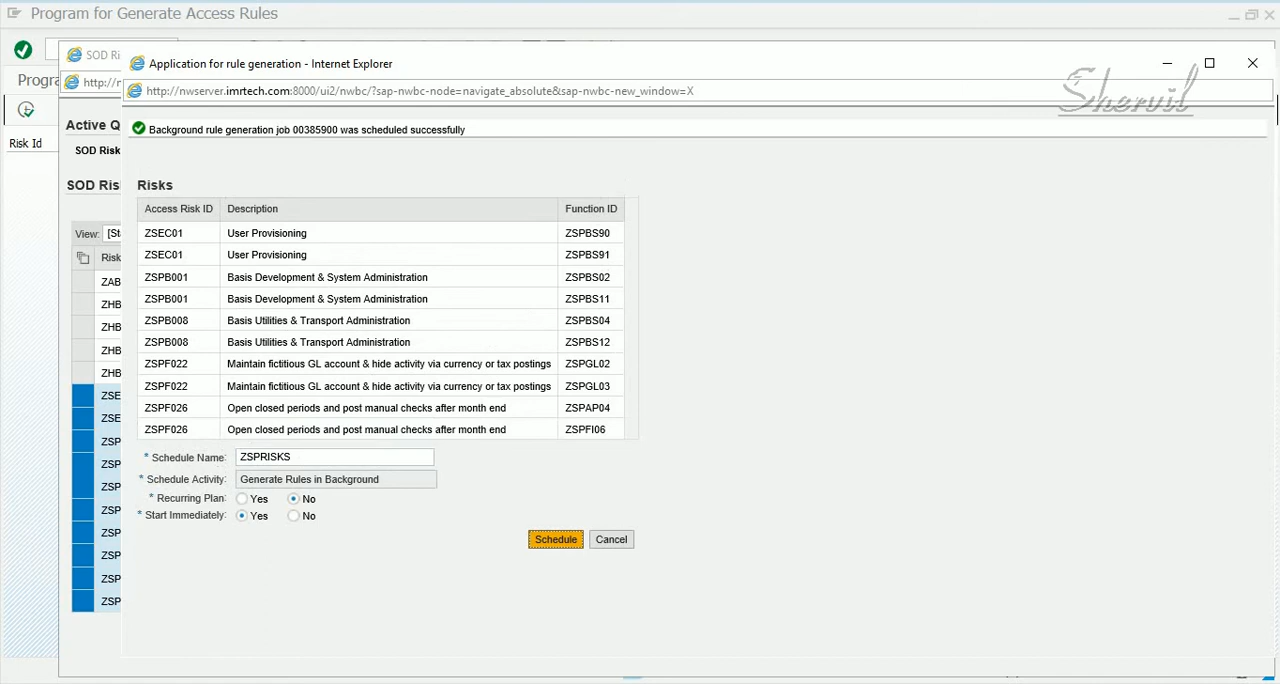 Program for Generate Access Rules
SOD Ri
Application for rule generation - Internet Explorer
Progra
http://n
http://nwserver.imrtech.com:8000/ui2/nwbc/?sap-nwbc-node=navigate_absolute&sap-nwbc-new_window=X
Shervil
Active Q
Background rule generation job 00385900 was scheduled successfully
Risk Id
SOD Risk
SOD Ris
Risks
Access Risk ID Description Function ID
View: [Sta
ZSEC01 User Provisioning ZSPBS90
Risk
ZSEC01 User Provisioning ZSPBS91
ZAB
ZSPB001 Basis Development & System Administration ZSPBS02
ZHB
ZSPB001 Basis Development & System Administration ZSPBS11
ZHB
ZSPB008 Basis Utilities & Transport Administration ZSPBS04
ZHB
ZSPB008 Basis Utilities & Transport Administration ZSPBS12
ZHB
ZSPF022 Maintain fictitious GL account & hide activity via currency or tax postings ZSPGL02
ZSE
ZSPF022 Maintain fictitious GL account & hide activity via currency or tax postings ZSPGL03
ZSE
ZSPF026 Open closed periods and post manual checks after month end ZSPAP04
ZSP
ZSPF026 Open closed periods and post manual checks after month end ZSPFI06
ZSP
* Schedule Name: ZSPRISKS
ZSP
* Schedule Activity: Generate Rules in Background
ZSP
* Recurring Plan: Yes No
ZSP
* Start Immediately: Yes No
ZSP
Schedule Cancel
ZSP
ZSP
ZSP